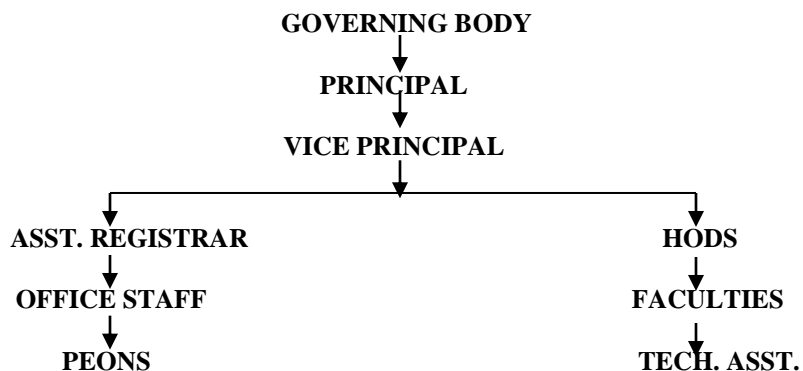 GOVERNING BODY
PRINCIPAL
VICE PRINCIPAL
ASST. REGISTRAR
HODS
OFFICE STAFF
FACULTIES
PEONS
TECH. ASST.